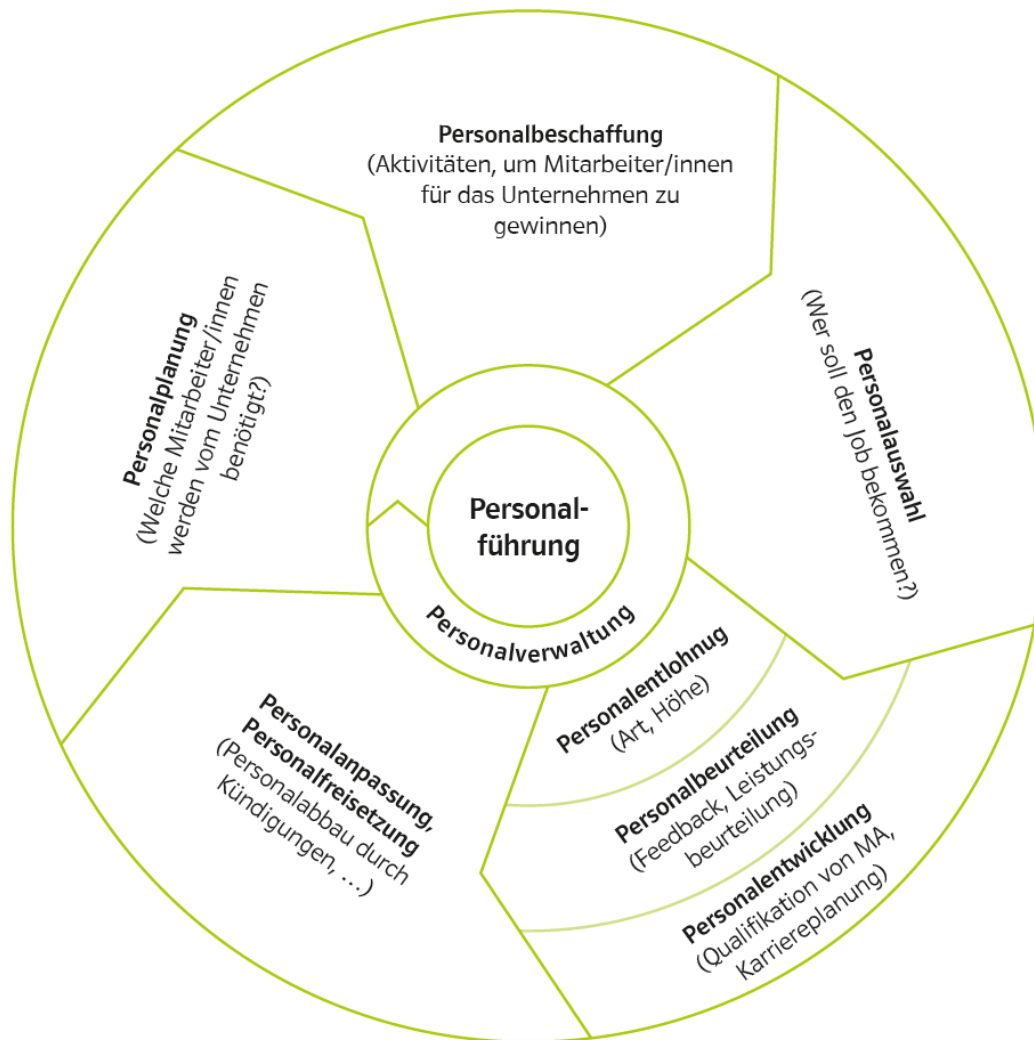 Personalbeschaffung
(Aktivitäten, um Mitarbeiter/innen
für das Unternehmen zu
gewinnen)
Personalauswahl
(Wer soll den Job bekommen?)
Personalentlohnug
(Art, Höhe)
Personalbeurteilung
(Feedback, Leistungs-
beurteilung)
Personalentwicklung
(Qualifikation von MA,
Karriereplanung)
Personalanpassung,
Personalfreisetzung
(Personalabbau durch
Kündigungen, ...)
Personalplanung
(Welche Mitarbeiter/innen
werden vom Unternehmen
benötigt?)
Personal-
führung
Personalverwaltung